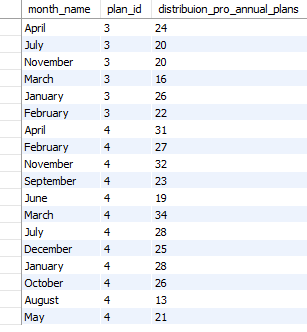 month_name plan_id distribuion_pro_annual_plans
April 3 24
July 3 20
November 3 20
March 3 16
January 3 26
February 3 22
April 4 31
February 4 27
November 4 32
September 4 23
June 4 19
March 4 34
July 4 28
December 4 25
January 4 28
October 4 26
August 4 13
May 4 21